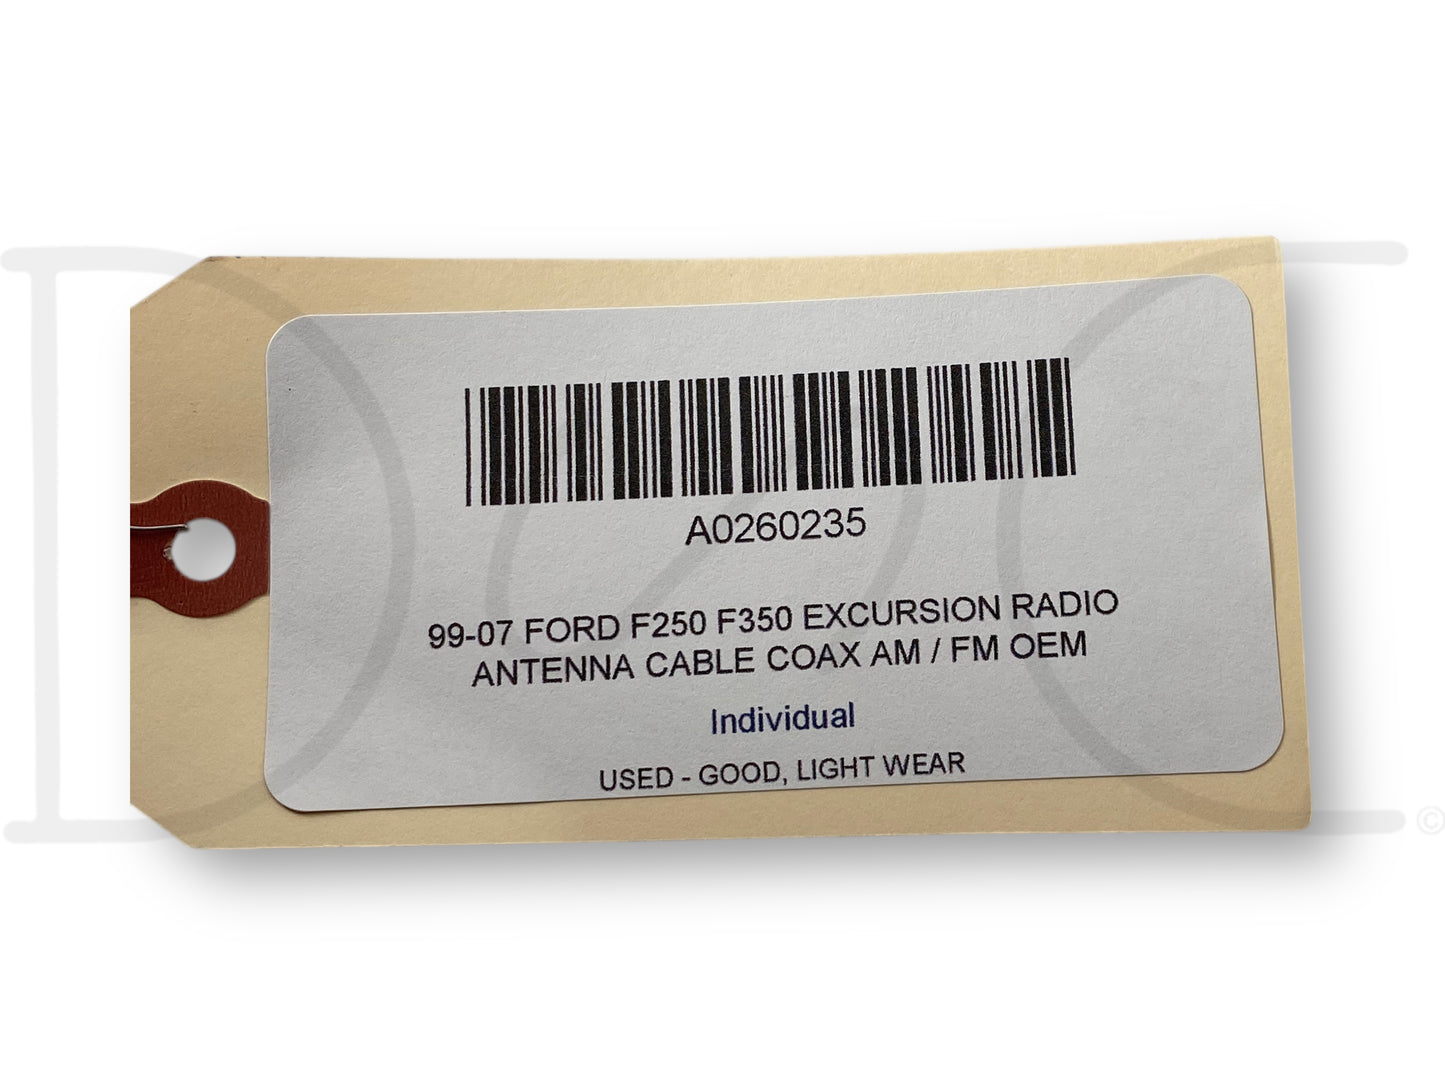 A0260235
99-07 FORD F250 F350 EXCURSION RADIO
ANTENNA CABLE COAX AM / FM OEM
Individual
USED - GOOD, LIGHT WEAR
©